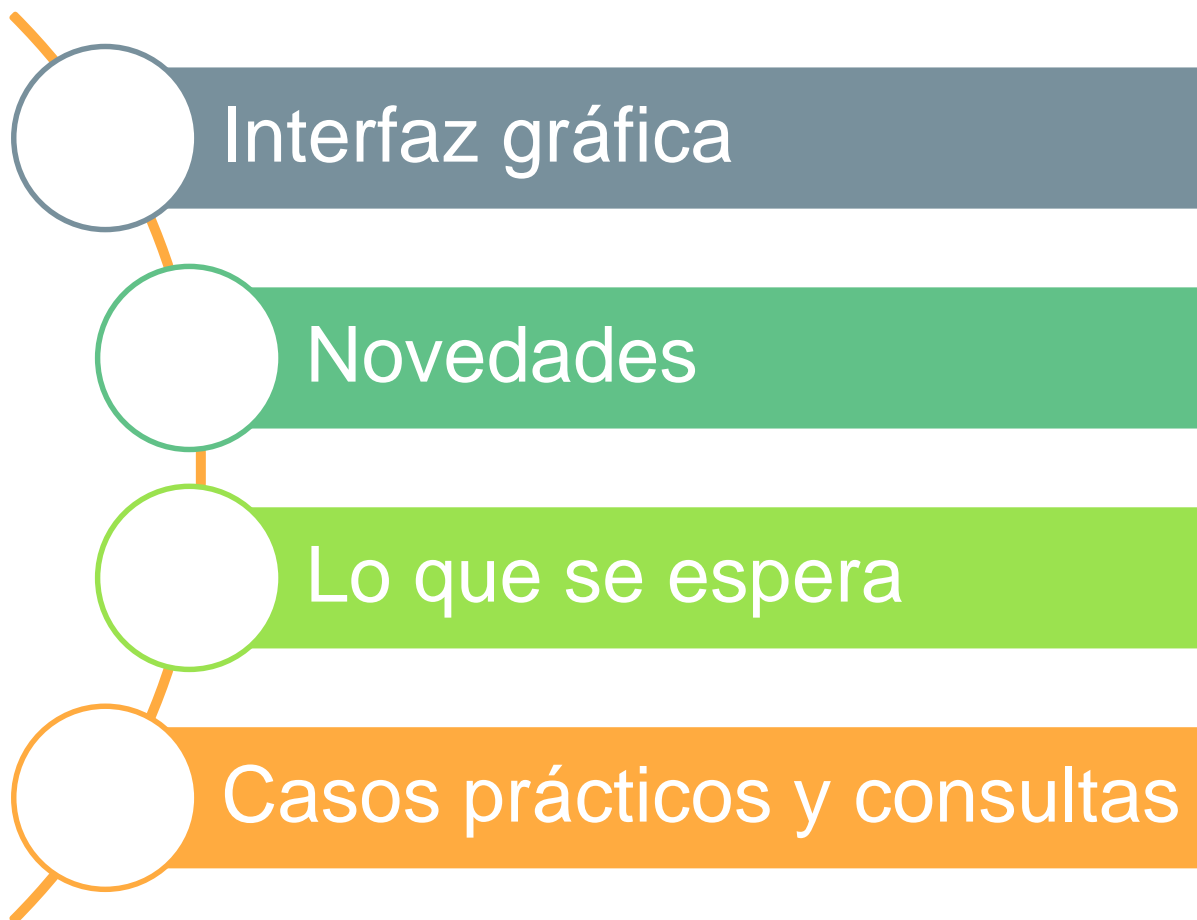 Interfaz gráfica
Novedades
Lo que se espera
Casos prácticos y consultas